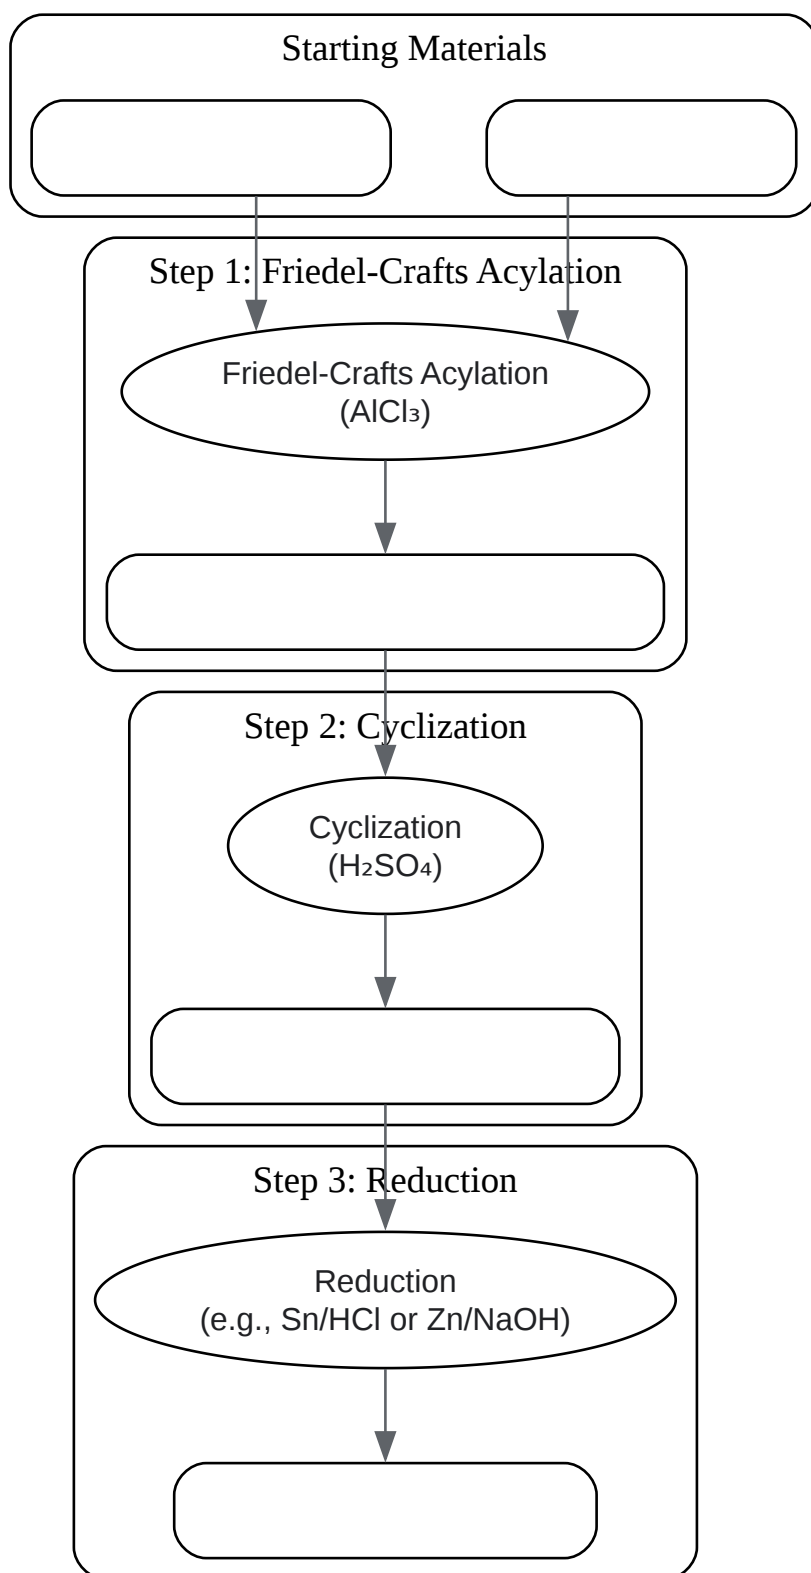 Starting Materials
Step 1: Friedel-Crafts Acylation
Friedel-Crafts Acylation
(AlCl₃)
Step 2: Cyclization
Cyclization
(H₂SO₄)
Step 3: Reduction
Reduction
(e.g., Sn/HCl or Zn/NaOH)